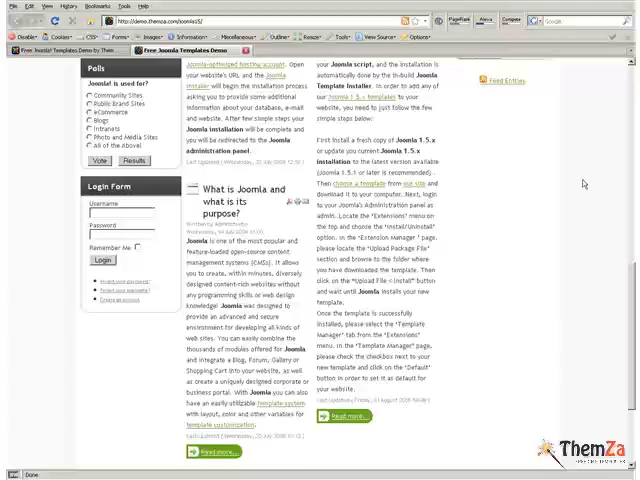 File Edit View History Bookmarks Tools Help
http://demo.themza.com/joomla15/
PageRank Alexa Compete Google
Disable Cookies CSS Forms Images Information Miscellaneous Outline Resize Tools View Source Options
Free Joomla! Templates Demo by Them... Free Joomla Templates Demo
Polls
Joomla! is used for?
Community Sites
Public Brand Sites
eCommerce
Blogs
Intranets
Photo and Media Sites
All of the Above!
Vote Results
Login Form
Username
Password
Remember Me
Login
Forgot your password?
Forgot your username?
Create an account
Joomla-optimized hosting account. Open
your website's URL and the Joomla
installer will begin the installation process
asking you to provide some additional
information about your database, e-mail
and website. After few simple steps your
Joomla installation will be complete and
you will be redirected to the Joomla
administration panel.
What is Joomla and
what is its
purpose?
Written by Administrator
Joomla is one of the most popular and
feature-loaded open-source content
management systems (CMSs). It allows
you to create, within minutes, diversely
designed content-rich websites without
any programming skills or web design
knowledge! Joomla was designed to
provide an advanced and secure
environment for developing all kinds of
web sites. You can easily combine the
thousands of modules offered for Joomla
and integrate a Blog, Forum, Gallery or
Shopping Cart into your website, as well
as create a uniquely designed corporate
or business portal. With Joomla you can also
have an easily-utilizable template system
with layout, color and other variables for
template customization.
Read more...
Joomla script, and the installation is
automatically done by the in-build Joomla
Template Installer. In order to add any of
our Joomla 1.5.x templates to your
website, you need to just follow the few
simple steps below:
First install a fresh copy of Joomla 1.5.x
or update you current Joomla 1.5.x
installation to the latest version available
(Joomla 1.5.1 or later is recommended).
Then choose a template from our site and
download it to your computer. Next, login
to your Joomla's Administration panel as
admin. Locate the "Extensions" menu on
the top and choose the "Install/Uninstall"
option. In the "Extension Manager" page,
please locate the "Upload Package File"
section and browse to the folder where
you have downloaded the template. Then
click on the "Upload File & Install" button
and wait until Joomla installs your new
template.
Once the template is successfully
installed, please select the "Template
Manager" tab from the "Extensions"
menu. In the "Template Manager" page,
please check the checkbox next to your
new template and click on the "Default"
button in order to set it as default for
your website.
Read more...
Feed Entries
ThemZa
Done